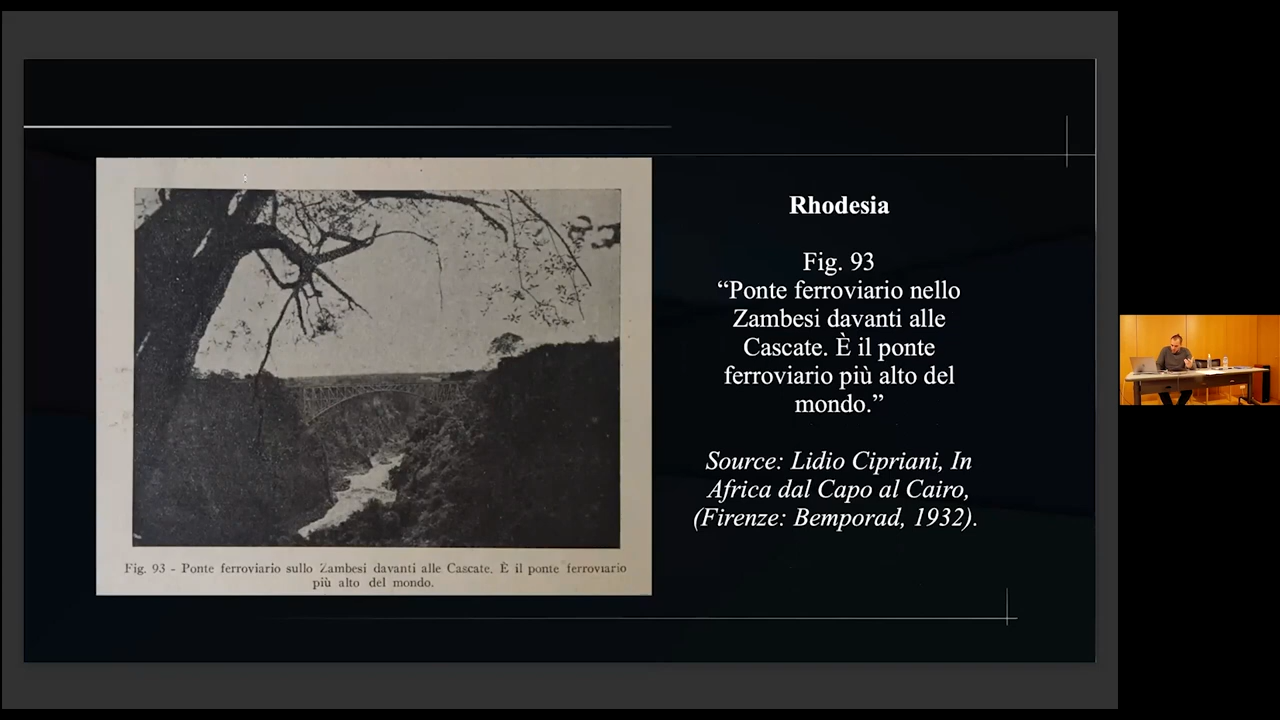 Rhodesia
Fig. 93
“Ponte ferroviario nello
Zambesi davanti alle
Cascate. È il ponte
ferroviario più alto del
mondo.”
Source: Lidio Cipriani, In
Africa dal Capo al Cairo,
(Firenze: Bemporad, 1932).
Fig. 93 - Ponte ferroviario sullo Zambesi davanti alle Cascate. È il ponte ferroviario
più alto del mondo.